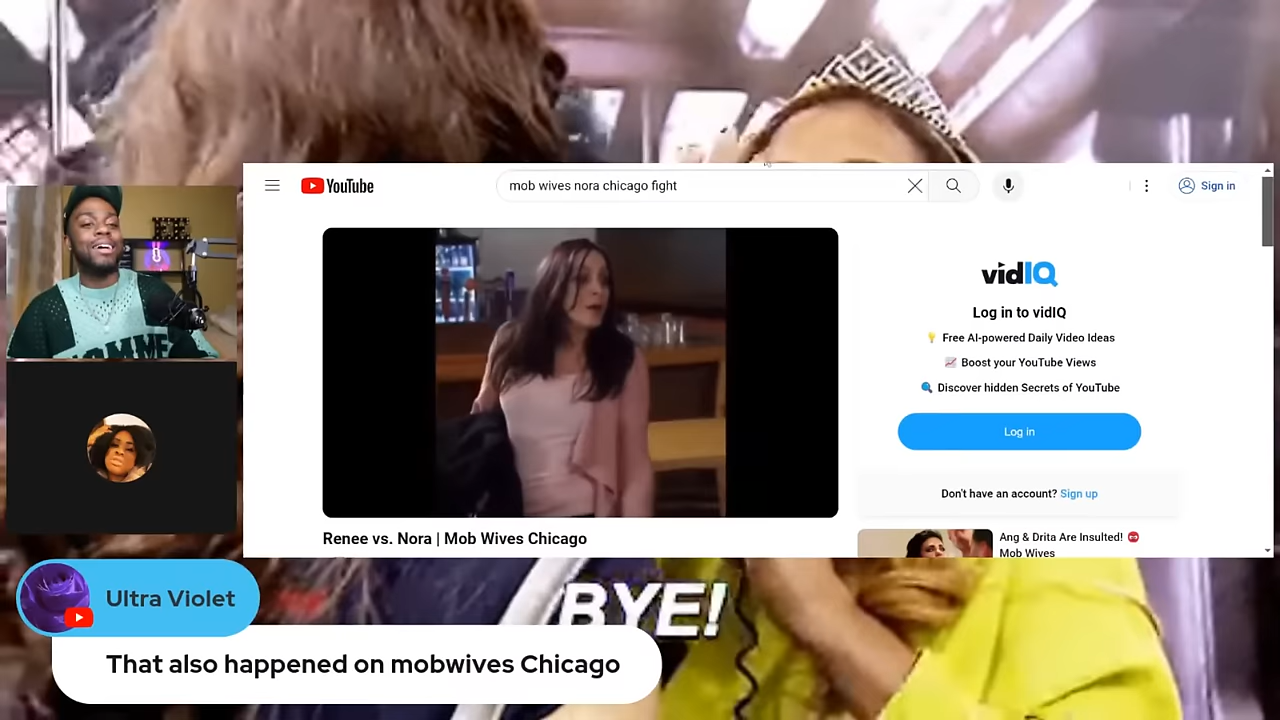 YouTube
mob wives nora chicago fight
Sign in
vidIQ
Log in to vidIQ
Free AI-powered Daily Video Ideas
Boost your YouTube Views
Discover hidden Secrets of YouTube
Log in
Don't have an account? Sign up
Renee vs. Nora | Mob Wives Chicago
Ang & Drita Are Insulted!
Mob Wives
BYE!
Ultra Violet
That also happened on mobwives Chicago